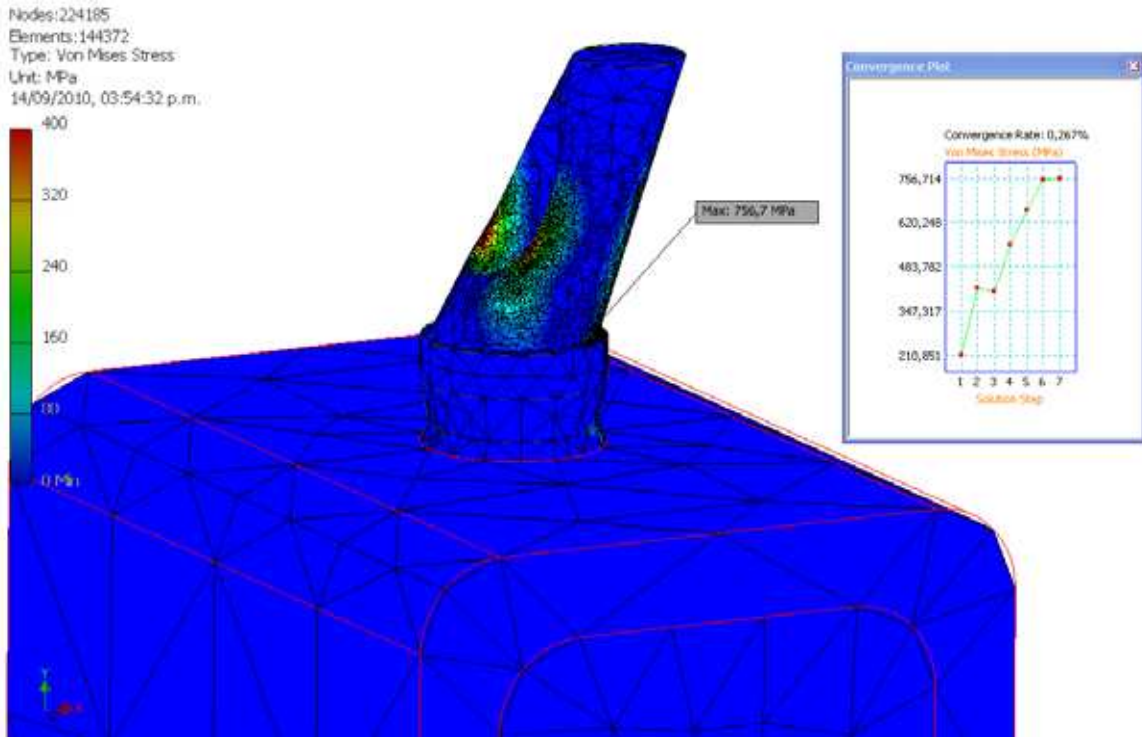 Nodes:224185
Elements:144372
Type: Von Mises Stress
Unit: MPa
14/09/2010, 03:54:32 p.m.
400
320
240
160
80
0 Min
Max: 756,7 MPa
Convergence Plot
Convergence Rate: 0,267%
Von Mises Stress (MPa)
756,714
620,248
483,782
347,317
210,851
1 2 3 4 5 6 7
Solution Step
Y
X